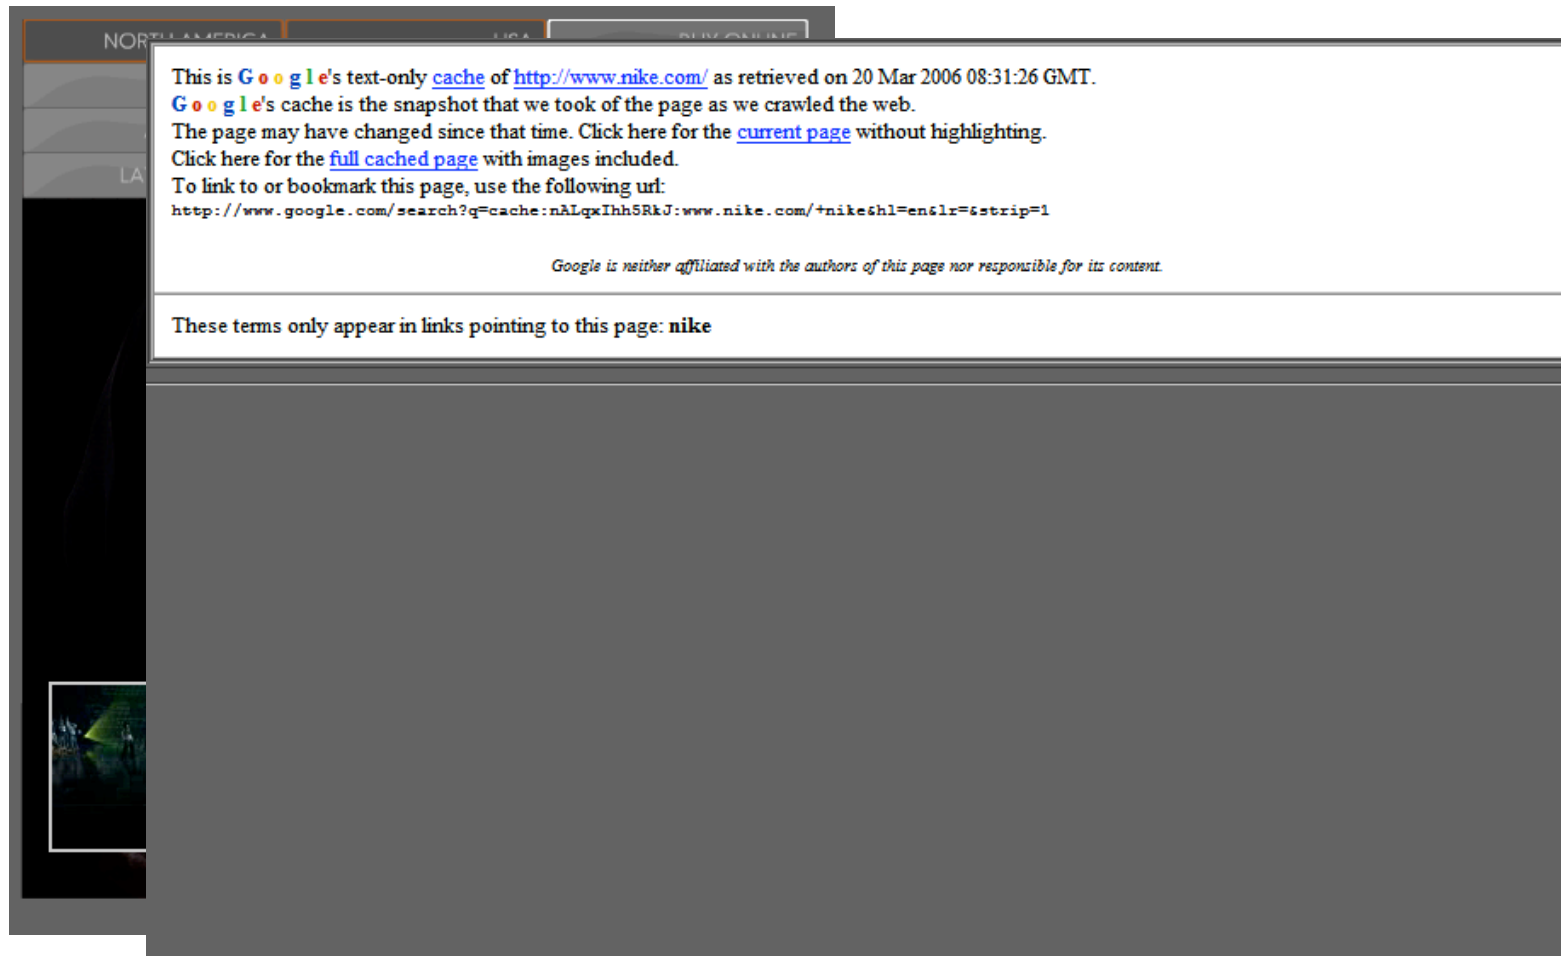 NORTH AMERICA USA BUY ONLINE
LA
This is Google's text-only cache of http://www.nike.com/ as retrieved on 20 Mar 2006 08:31:26 GMT.
Google's cache is the snapshot that we took of the page as we crawled the web.
The page may have changed since that time. Click here for the current page without highlighting.
Click here for the full cached page with images included.
To link to or bookmark this page, use the following url:
http://www.google.com/search?q=cache:nALqxIhh5RkJ:www.nike.com/+nike&hl=en&lr=&strip=1
Google is neither affiliated with the authors of this page nor responsible for its content.
These terms only appear in links pointing to this page: nike